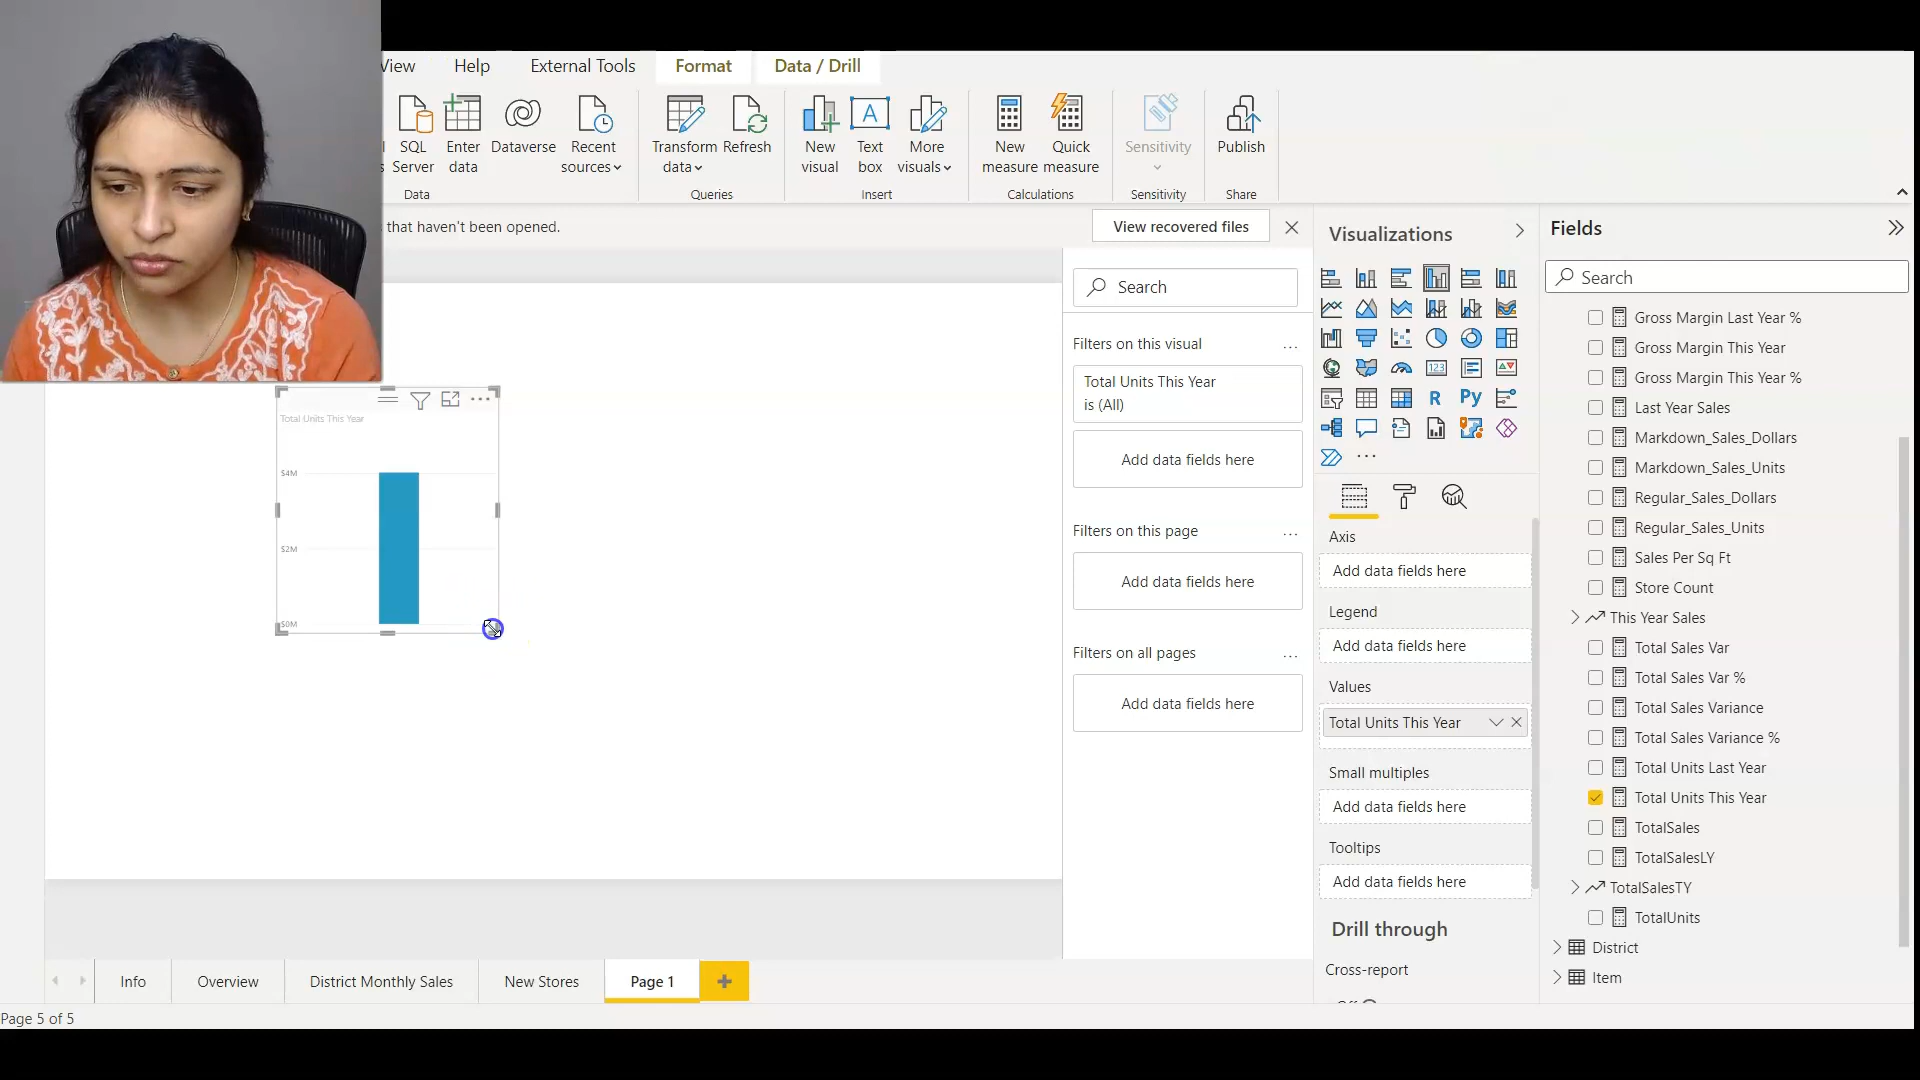 View Help External Tools Format Data / Drill
SQL Server
Enter data
Dataverse
Recent sources
Transform data
Refresh
New visual
Text box
More visuals
New measure
Quick measure
Sensitivity
Publish
Data Queries Insert Calculations Sensitivity Share
that haven't been opened.
View recovered files
Total Units This Year
$4M
$2M
$0M
Search
Filters on this visual ...
Total Units This Year
is (All)
Add data fields here
Filters on this page ...
Add data fields here
Filters on all pages ...
Add data fields here
Visualizations
123
R Py
...
Axis
Add data fields here
Legend
Add data fields here
Values
Total Units This Year
Small multiples
Add data fields here
Tooltips
Add data fields here
Drill through
Cross-report
Fields
Search
Gross Margin Last Year %
Gross Margin This Year
Gross Margin This Year %
Last Year Sales
Markdown_Sales_Dollars
Markdown_Sales_Units
Regular_Sales_Dollars
Regular_Sales_Units
Sales Per Sq Ft
Store Count
This Year Sales
Total Sales Var
Total Sales Var %
Total Sales Variance
Total Sales Variance %
Total Units Last Year
Total Units This Year
TotalSales
TotalSalesLY
TotalSalesTY
TotalUnits
District
Item
Info Overview District Monthly Sales New Stores Page 1
Page 5 of 5